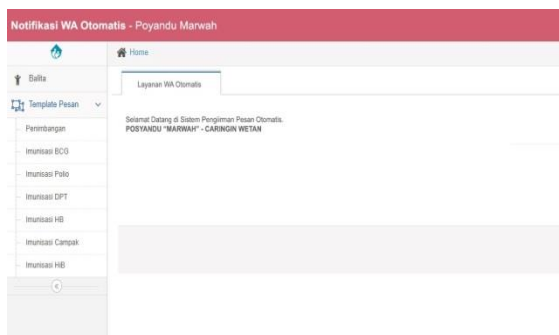 Notifikasi WA Otomatis - Poyandu Marwah
Home
Balita
Layanan WA Otomatis
Template Pesan
Selamat Datang di Sistem Pengiriman Pesan Otomatis.
POSYANDU "MARWAH" - CARINGIN WETAN
Penimbangan
Imunisasi BCG
Imunisasi Polio
Imunisasi DPT
Imunisasi HB
Imunisasi Campak
Imunisasi HiB